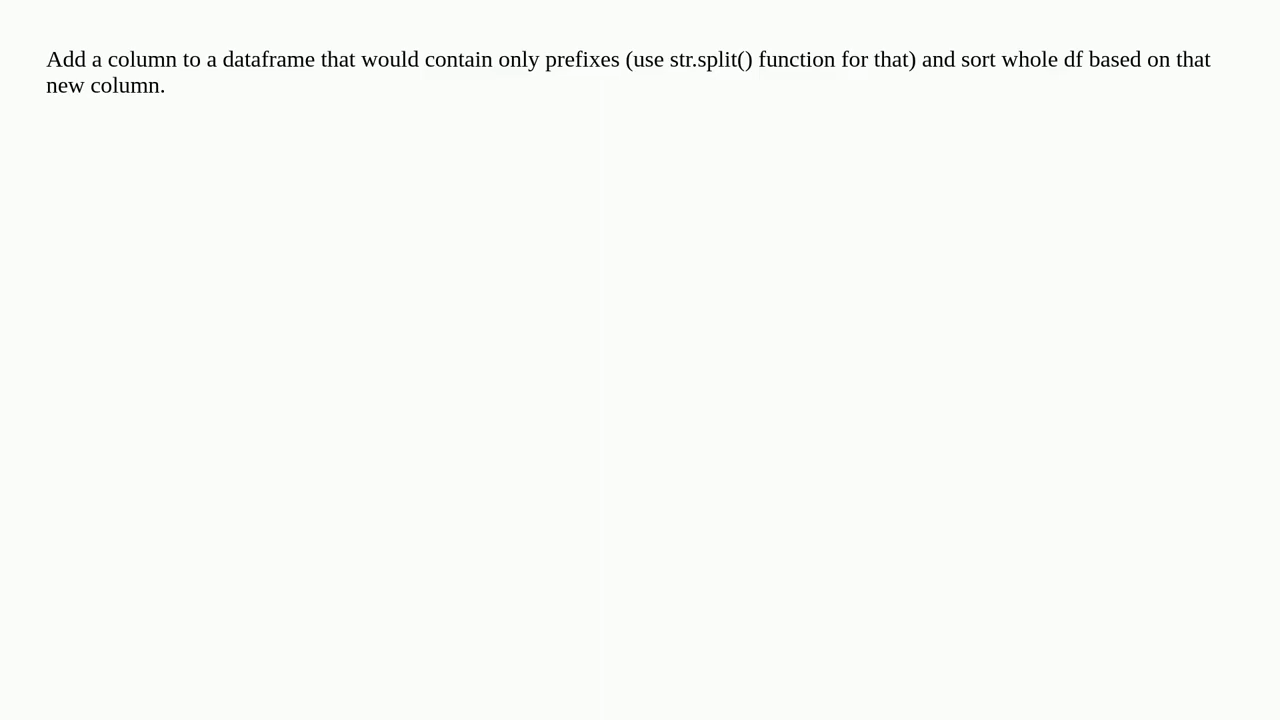 Add a column to a dataframe that would contain only prefixes (use str.split() function for that) and sort whole df based on that
new column.